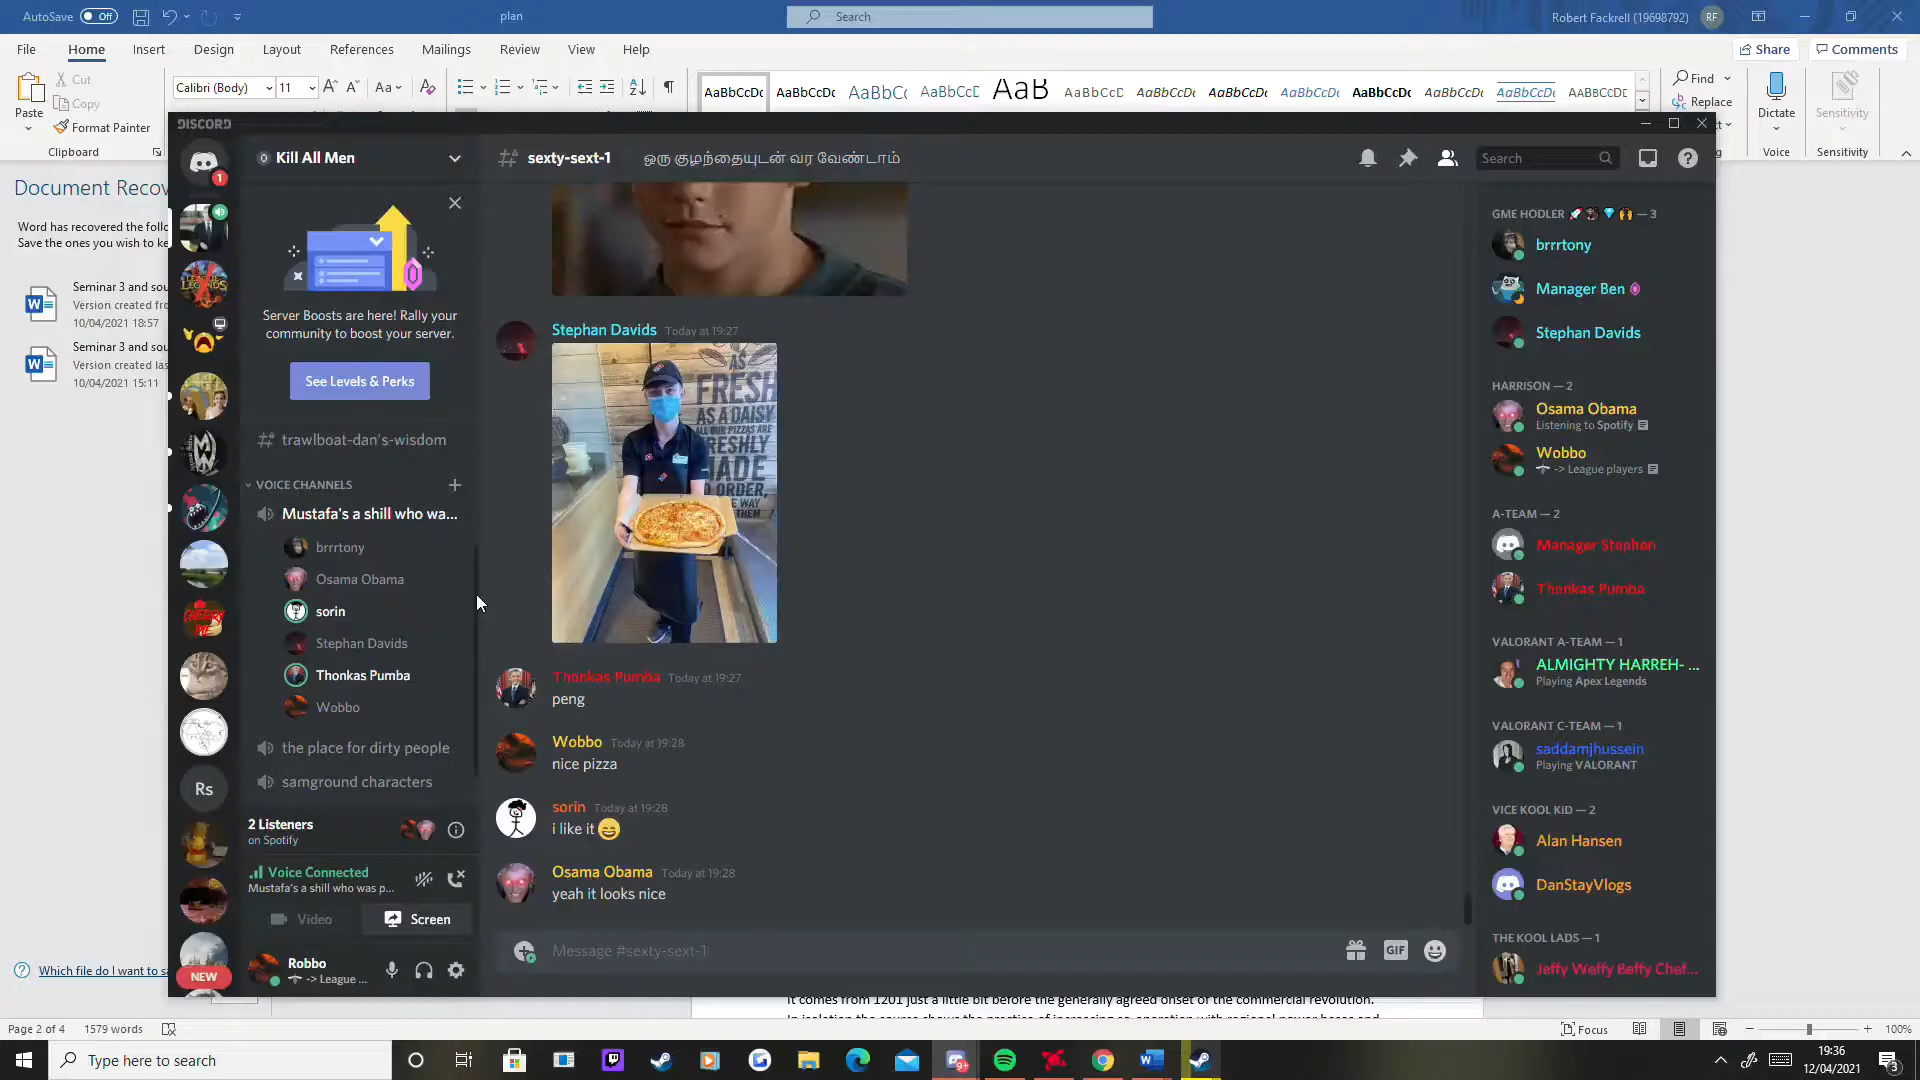 AutoSave Off
plan
Search
Robert Fackrell (19698792) RF
File Home Insert Design Layout References Mailings Review View Help
Share Comments
Paste
Cut
Copy
Format Painter
Clipboard
Calibri (Body) 11
Find
Replace
Dictate
Voice
Sensitivity
Sensitivity
Document Recov
Word has recovered the follo
Save the ones you wish to ke
Seminar 3 and sou
Version created fro
10/04/2021 18:57
Seminar 3 and sou
Version created las
10/04/2021 15:11
Which file do I want to sa
DISCORD
Kill All Men
Server Boosts are here! Rally your
community to boost your server.
See Levels & Perks
trawlboat-dan's-wisdom
VOICE CHANNELS
Mustafa's a shill who wa...
brrrtony
Osama Obama
sorin
Stephan Davids
Thonkas Pumba
Wobbo
the place for dirty people
samground characters
2 Listeners
on Spotify
Voice Connected
Mustafa's a shill who was p...
Video
Screen
Robbo
-> League ...
CHERRY
PIE
Rs
NEW
sexty-sext-1
ஒரு குழந்தையுடன் வர வேண்டாம்
Search
Stephan Davids Today at 19:27
AS
FRESH
AS A DAISY
ALL OUR PIZZAS ARE
FRESHLY
MADE
TO ORDER,
Thonkas Pumba Today at 19:27
peng
Wobbo Today at 19:28
nice pizza
sorin Today at 19:28
i like it
Osama Obama Today at 19:28
yeah it looks nice
Message #sexty-sext-1
GIF
GME HODLER — 3
brrrtony
Manager Ben
Stephan Davids
HARRISON — 2
Osama Obama
Listening to Spotify
Wobbo
-> League players
A-TEAM — 2
Manager Stephen
Thonkas Pumba
VALORANT A-TEAM — 1
ALMIGHTY HARREH- ...
Playing Apex Legends
VALORANT C-TEAM — 1
saddamjhussein
Playing VALORANT
VICE KOOL KID — 2
Alan Hansen
DanStayVlogs
THE KOOL LADS — 1
Jeffy Weffy Beffy Chef...
It comes from 1201 just a little bit before the generally agreed onset of the commercial revolution.
Page 2 of 4 1579 words
Focus
100%
Type here to search
19:36
12/04/2021